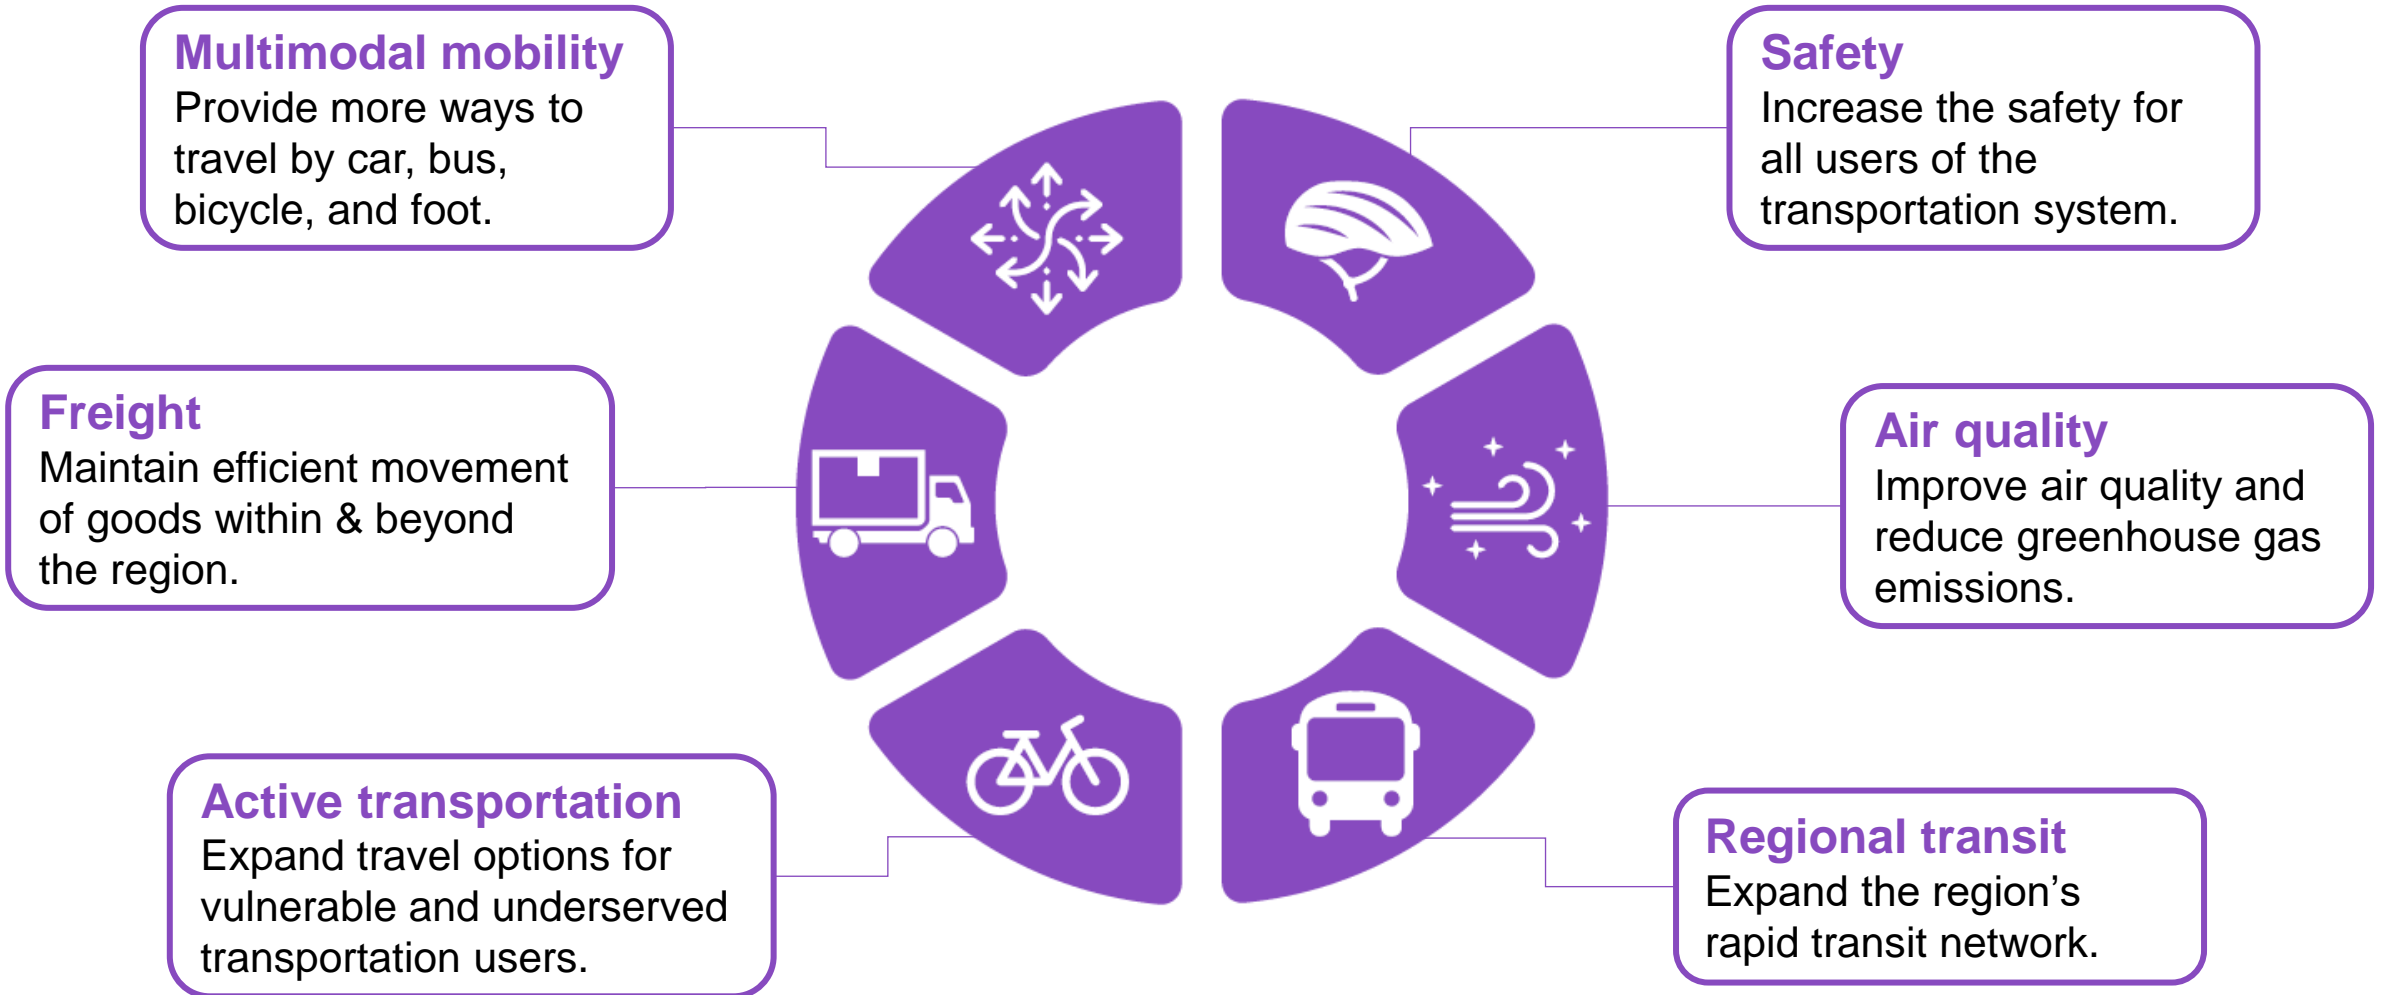 Multimodal mobility
Provide more ways to
travel by car, bus,
bicycle, and foot.
Safety
Increase the safety for
all users of the
transportation system.
Freight
Maintain efficient movement
of goods within & beyond
the region.
Air quality
Improve air quality and
reduce greenhouse gas
emissions.
Active transportation
Expand travel options for
vulnerable and underserved
transportation users.
Regional transit
Expand the region’s
rapid transit network.